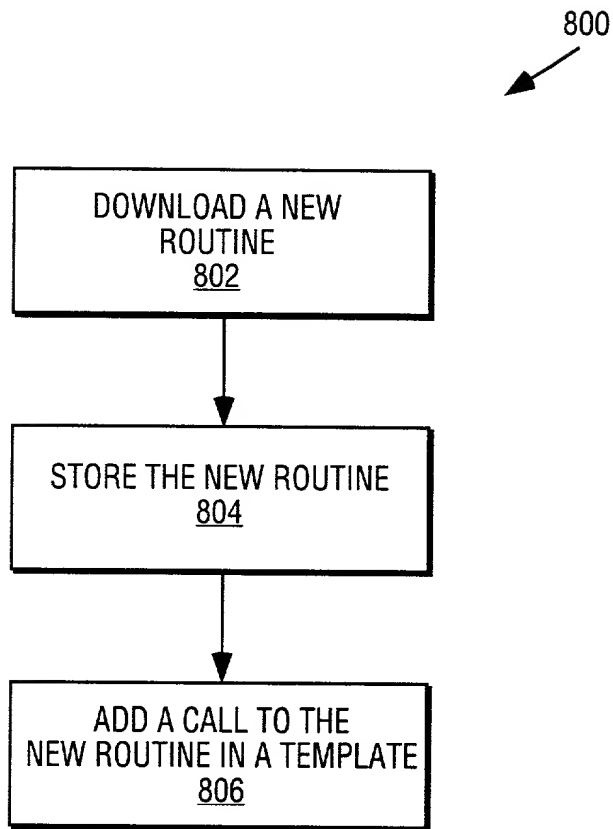 800
DOWNLOAD A NEW
ROUTINE
802
STORE THE NEW ROUTINE
804
ADD A CALL TO THE
NEW ROUTINE IN A TEMPLATE
806